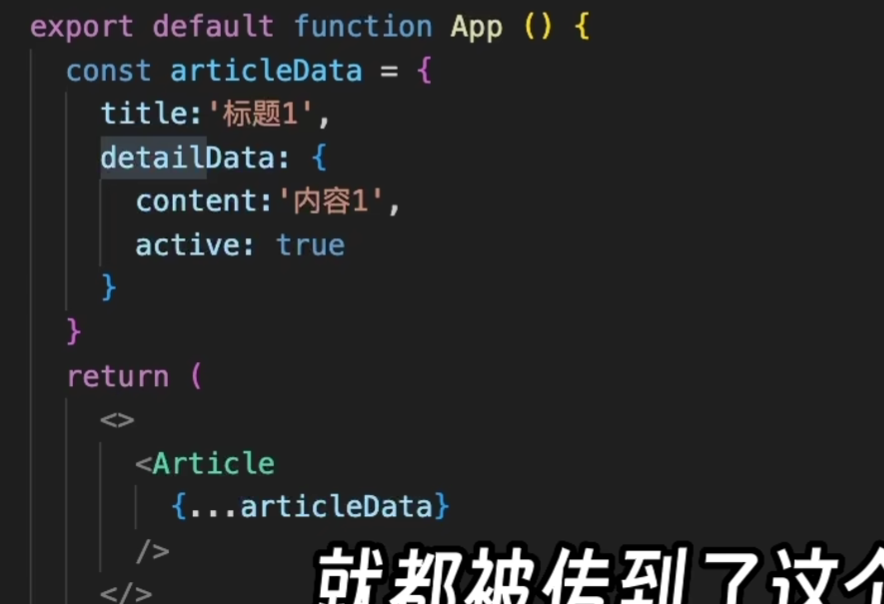 export default function App () {
const articleData = {
title:'标题1',
detailData: {
content:'内容1',
active: true
}
}
return (
<>
<Article
{...articleData}
/>
</>
就都被传到了这个